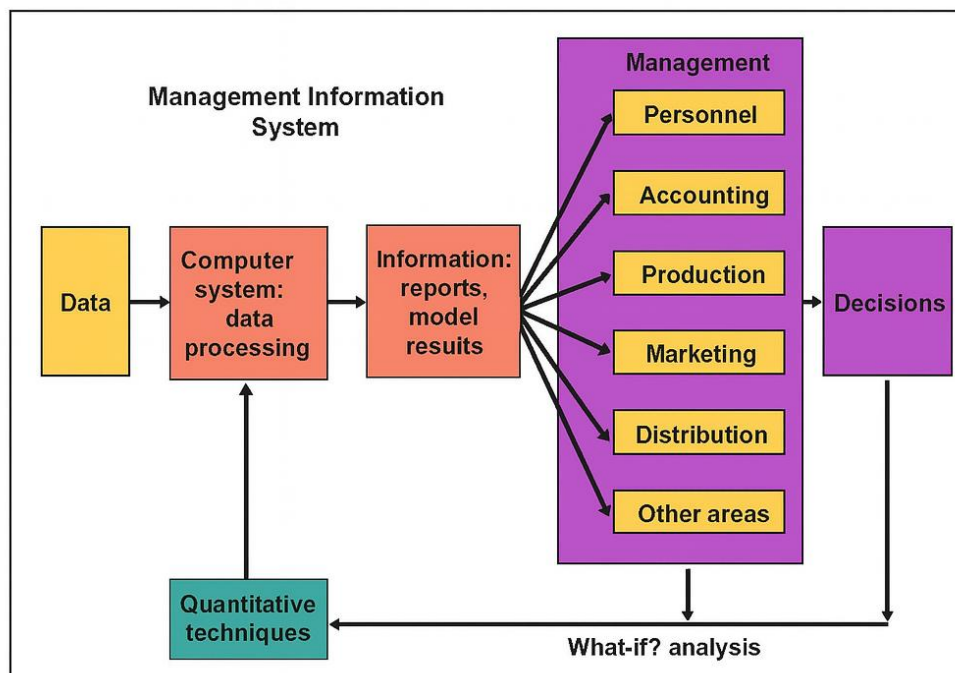 Management Information
System
Data
Computer
system:
data
processing
Information:
reports,
model
resuits
Management
Personnel
Accounting
Production
Marketing
Distribution
Other areas
Decisions
Quantitative
techniques
What-if? analysis